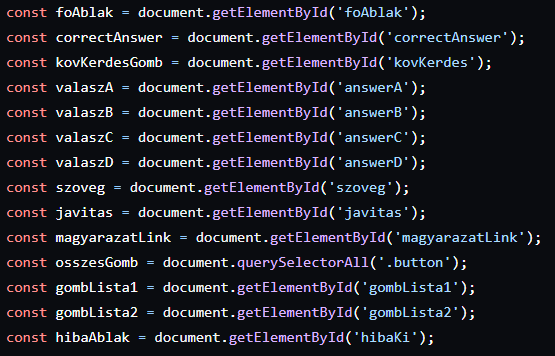 const foAblak = document.getElementById('foAblak');
const correctAnswer = document.getElementById('correctAnswer');
const kovKerdesGomb = document.getElementById('kovKerdes');
const valaszA = document.getElementById('answerA');
const valaszB = document.getElementById('answerB');
const valaszC = document.getElementById('answerC');
const valaszD = document.getElementById('answerD');
const szoveg = document.getElementById('szoveg');
const javitas = document.getElementById('javitas');
const magyarazatLink = document.getElementById('magyarazatLink');
const osszesGomb = document.querySelectorAll('.button');
const gombLista1 = document.getElementById('gombLista1');
const gombLista2 = document.getElementById('gombLista2');
const hibaAblak = document.getElementById('hibaKi');